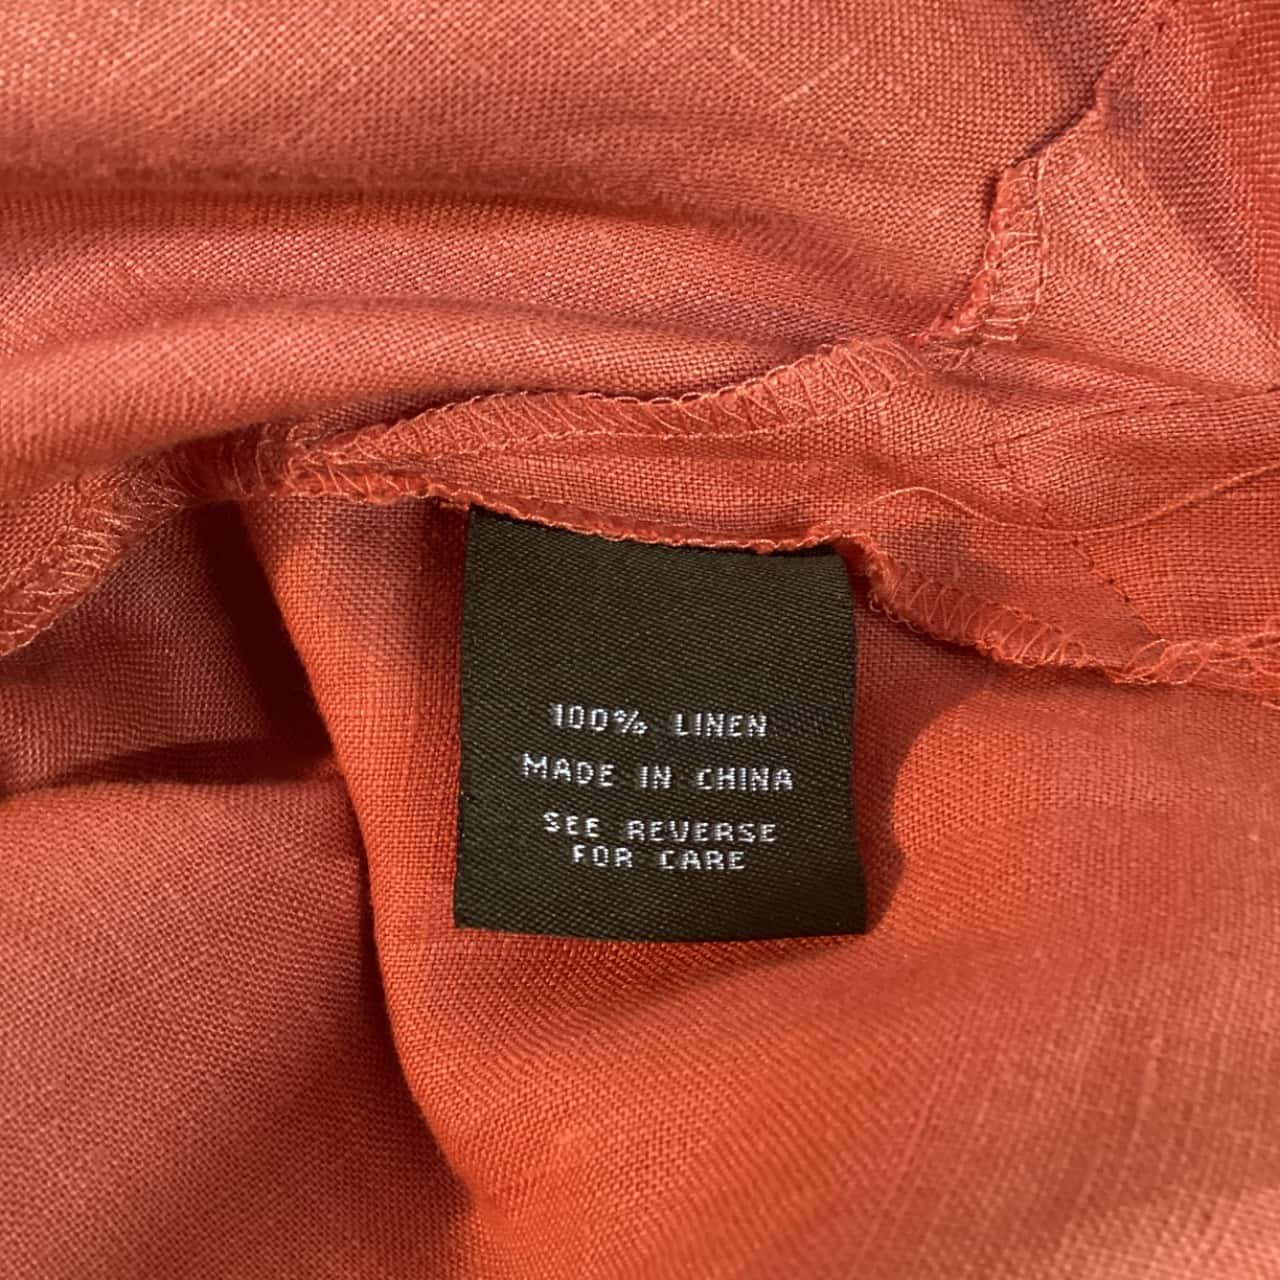 100% LINEN
MADE IN CHINA
SEE REVERSE
FOR CARE